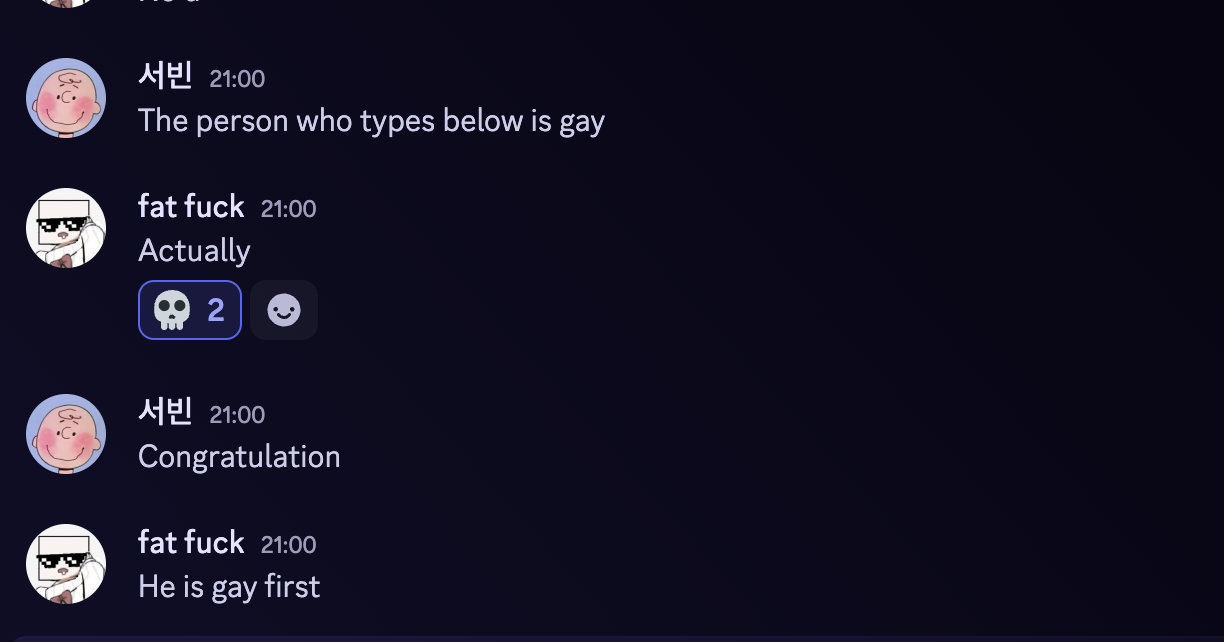 서빈 21:00
The person who types below is gay
fat fuck 21:00
Actually
2
서빈 21:00
Congratulation
fat fuck 21:00
He is gay first